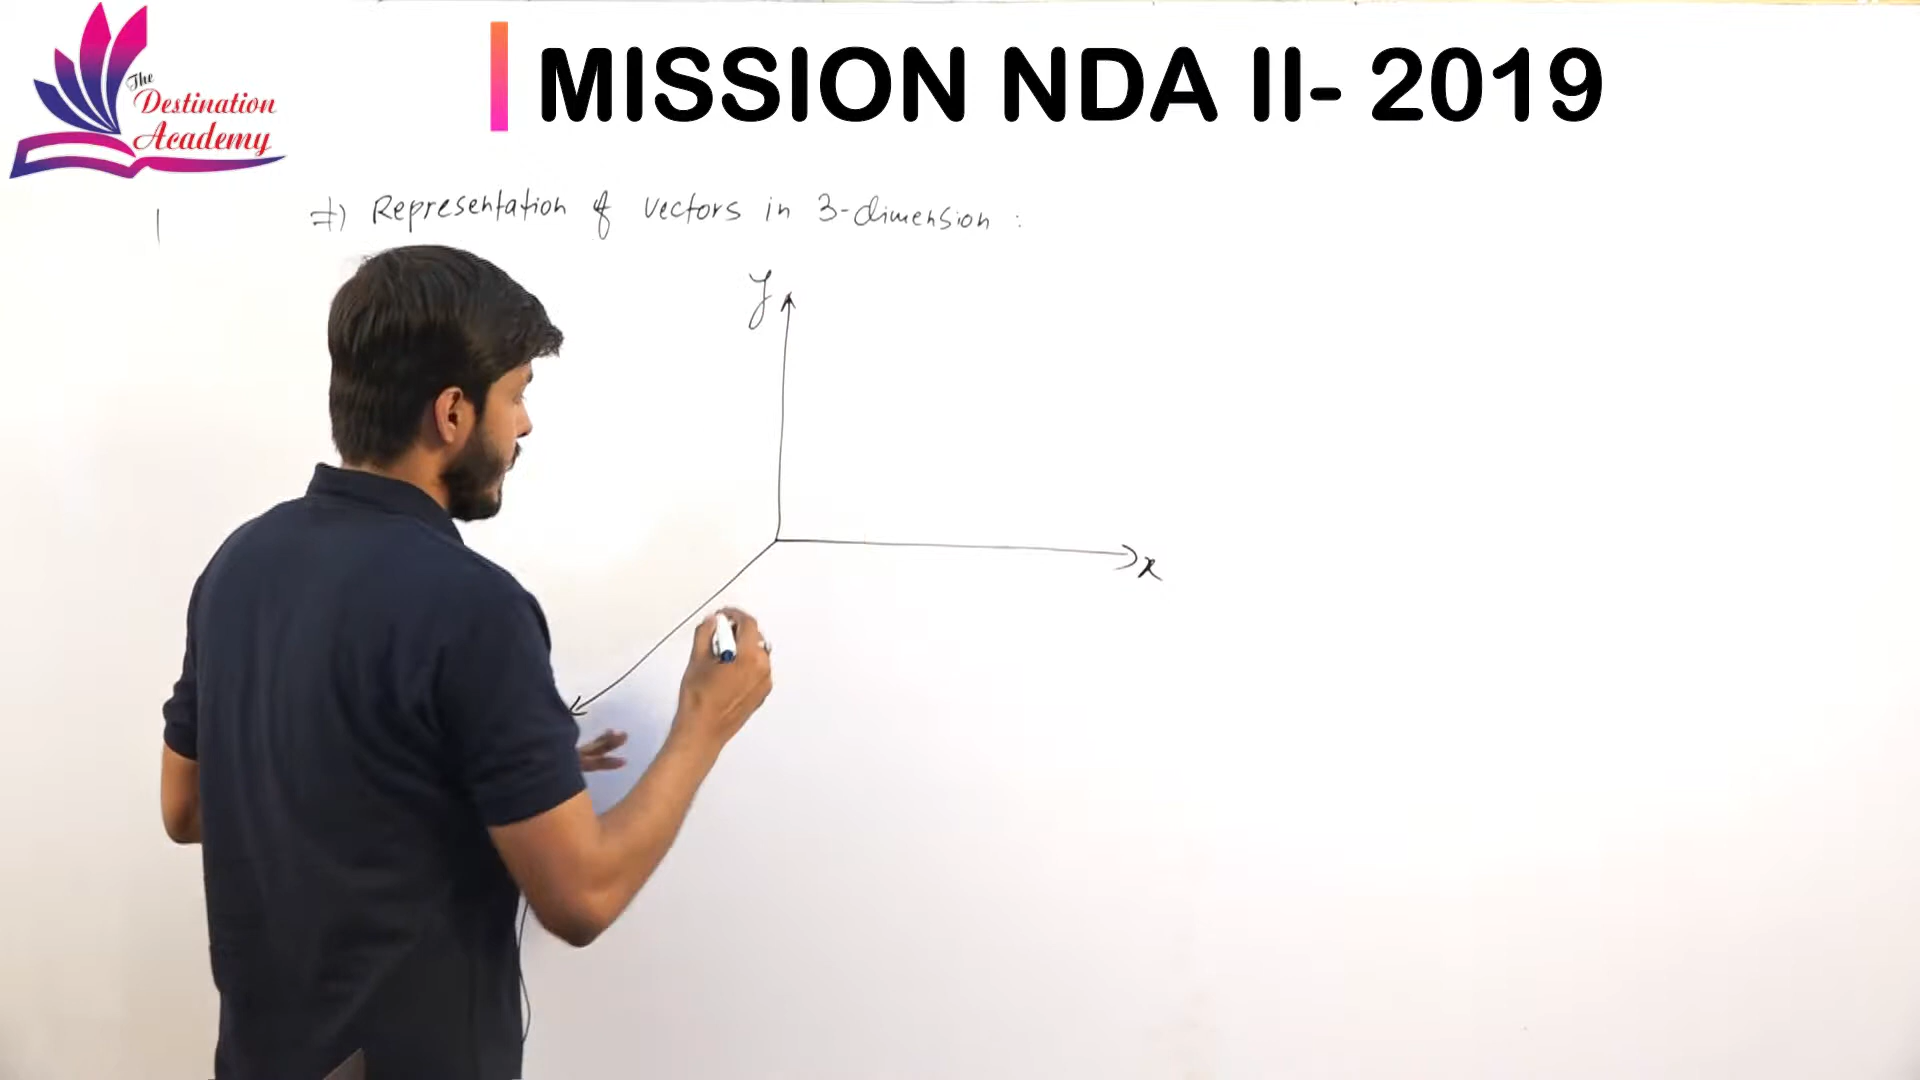 The
Destination
Academy
MISSION NDA II- 2019
⇒) Representation of vectors in 3-dimension :
y
x